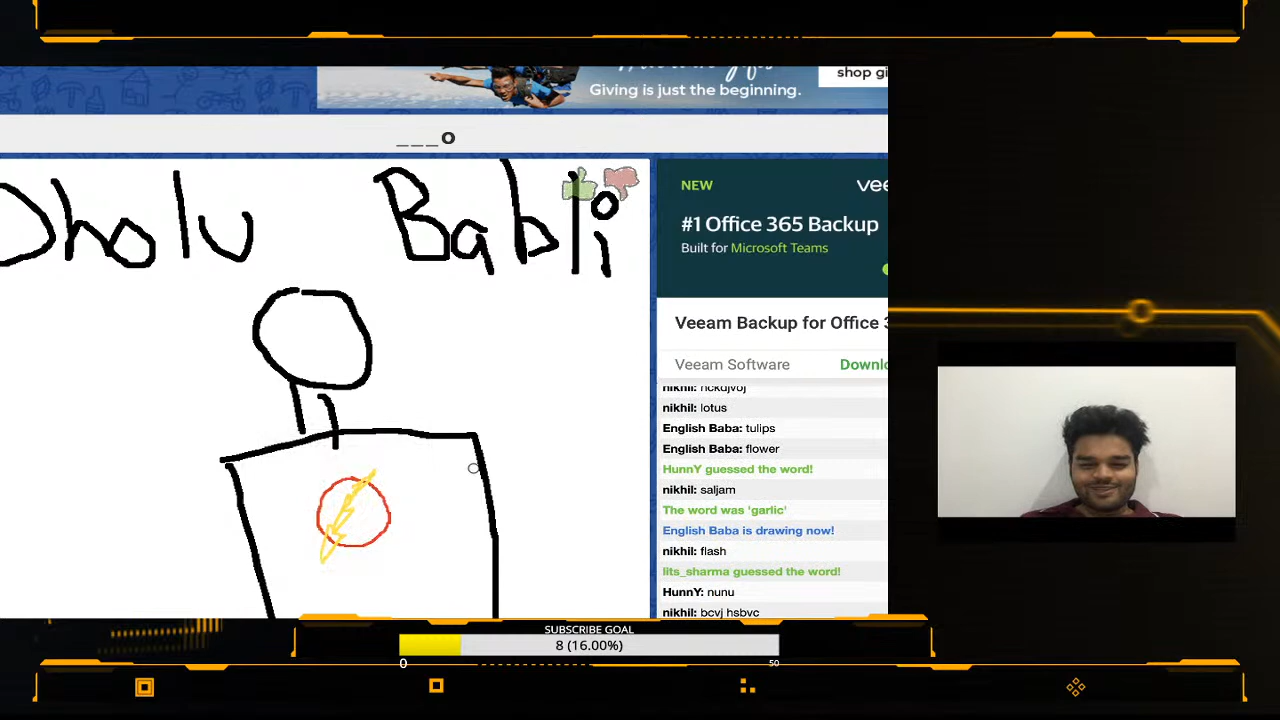 Giving is just the beginning.
shop gi
_ _ _ o
Dholu Babli
NEW
vee
#1 Office 365 Backup
Built for Microsoft Teams
Veeam Backup for Office 3
Veeam Software Downlo
nikhil: nckdjvoj
nikhil: lotus
English Baba: tulips
English Baba: flower
HunnY guessed the word!
nikhil: saljam
The word was 'garlic'
English Baba is drawing now!
nikhil: flash
lits_sharma guessed the word!
HunnY: nunu
nikhil: bcvj hsbvc
SUBSCRIBE GOAL
8 (16.00%)
0 50